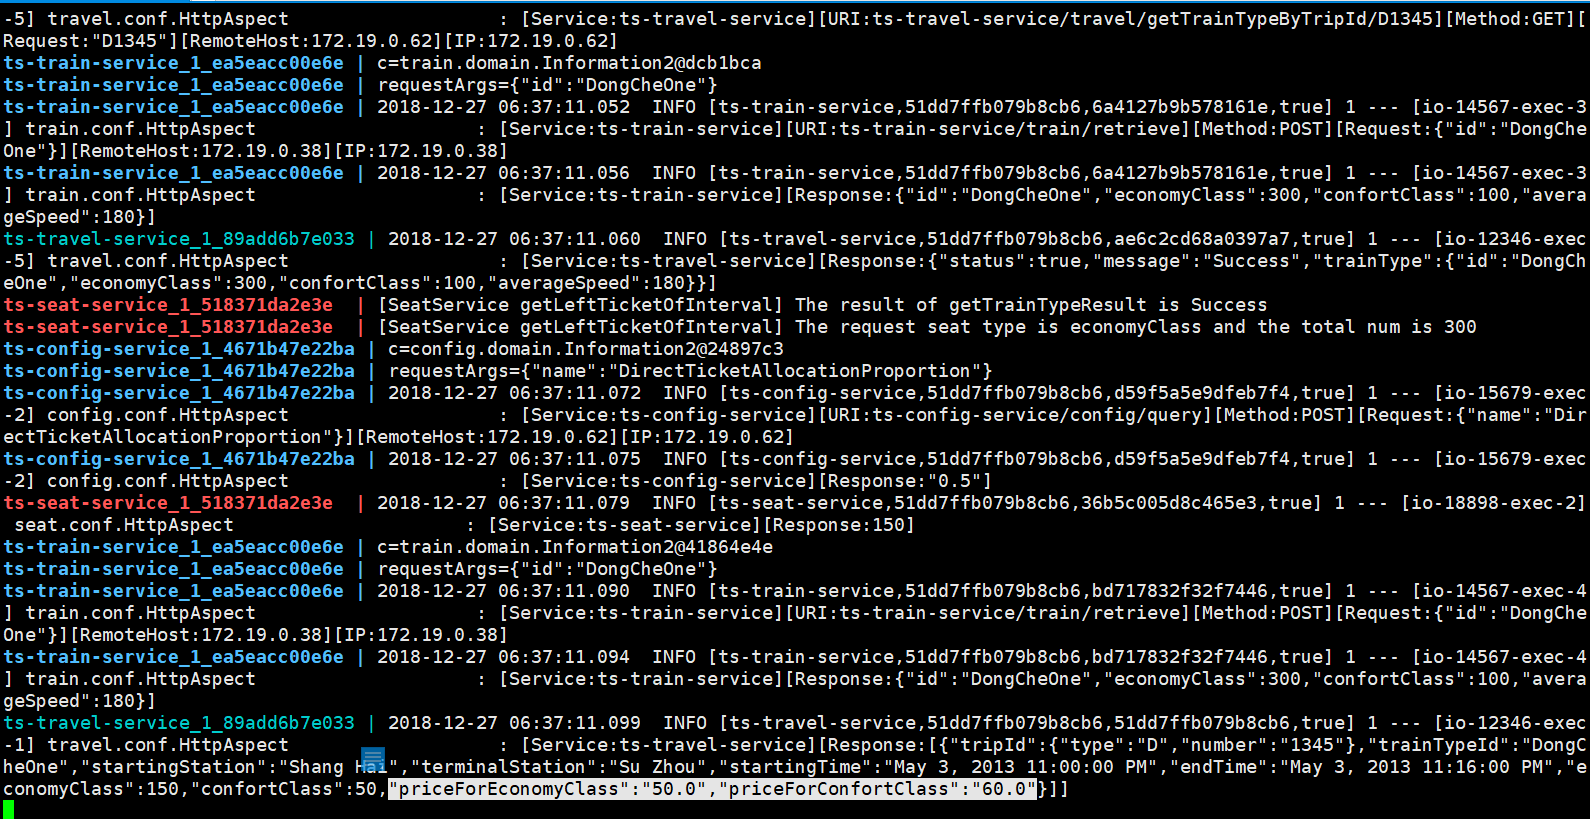 -5] travel.conf.HttpAspect                   : [Service:ts-travel-service][URI:ts-travel-service/travel/getTrainTypeByTripId/D1345][Method:GET][
Request:"D1345"][RemoteHost:172.19.0.62][IP:172.19.0.62]
ts-train-service_1_ea5eacc00e6e | c=train.domain.Information2@dcb1bca
ts-train-service_1_ea5eacc00e6e | requestArgs={"id":"DongCheOne"}
ts-train-service_1_ea5eacc00e6e | 2018-12-27 06:37:11.052  INFO [ts-train-service,51dd7ffb079b8cb6,6a4127b9b578161e,true] 1 --- [io-14567-exec-3
] train.conf.HttpAspect                    : [Service:ts-train-service][URI:ts-train-service/train/retrieve][Method:POST][Request:{"id":"DongChe
One"}][RemoteHost:172.19.0.38][IP:172.19.0.38]
ts-train-service_1_ea5eacc00e6e | 2018-12-27 06:37:11.056  INFO [ts-train-service,51dd7ffb079b8cb6,6a4127b9b578161e,true] 1 --- [io-14567-exec-3
] train.conf.HttpAspect                    : [Service:ts-train-service][Response:{"id":"DongCheOne","economyClass":300,"confortClass":100,"avera
geSpeed":180}]
ts-travel-service_1_89add6b7e033 | 2018-12-27 06:37:11.060  INFO [ts-travel-service,51dd7ffb079b8cb6,ae6c2cd68a0397a7,true] 1 --- [io-12346-exec
-5] travel.conf.HttpAspect                   : [Service:ts-travel-service][Response:{"status":true,"message":"Success","trainType":{"id":"DongCh
eOne","economyClass":300,"confortClass":100,"averageSpeed":180}}]
ts-seat-service_1_518371da2e3e  | [SeatService getLeftTicketOfInterval] The result of getTrainTypeResult is Success
ts-seat-service_1_518371da2e3e  | [SeatService getLeftTicketOfInterval] The request seat type is economyClass and the total num is 300
ts-config-service_1_4671b47e22ba | c=config.domain.Information2@24897c3
ts-config-service_1_4671b47e22ba | requestArgs={"name":"DirectTicketAllocationProportion"}
ts-config-service_1_4671b47e22ba | 2018-12-27 06:37:11.072  INFO [ts-config-service,51dd7ffb079b8cb6,d59f5a5e9dfeb7f4,true] 1 --- [io-15679-exec
-2] config.conf.HttpAspect                   : [Service:ts-config-service][URI:ts-config-service/config/query][Method:POST][Request:{"name":"Dir
ectTicketAllocationProportion"}][RemoteHost:172.19.0.62][IP:172.19.0.62]
ts-config-service_1_4671b47e22ba | 2018-12-27 06:37:11.075  INFO [ts-config-service,51dd7ffb079b8cb6,d59f5a5e9dfeb7f4,true] 1 --- [io-15679-exec
-2] config.conf.HttpAspect                   : [Service:ts-config-service][Response:"0.5"]
ts-seat-service_1_518371da2e3e  | 2018-12-27 06:37:11.079  INFO [ts-seat-service,51dd7ffb079b8cb6,36b5c005d8c465e3,true] 1 --- [io-18898-exec-2]
 seat.conf.HttpAspect                     : [Service:ts-seat-service][Response:150]
ts-train-service_1_ea5eacc00e6e | c=train.domain.Information2@41864e4e
ts-train-service_1_ea5eacc00e6e | requestArgs={"id":"DongCheOne"}
ts-train-service_1_ea5eacc00e6e | 2018-12-27 06:37:11.090  INFO [ts-train-service,51dd7ffb079b8cb6,bd717832f32f7446,true] 1 --- [io-14567-exec-4
] train.conf.HttpAspect                    : [Service:ts-train-service][URI:ts-train-service/train/retrieve][Method:POST][Request:{"id":"DongChe
One"}][RemoteHost:172.19.0.38][IP:172.19.0.38]
ts-train-service_1_ea5eacc00e6e | 2018-12-27 06:37:11.094  INFO [ts-train-service,51dd7ffb079b8cb6,bd717832f32f7446,true] 1 --- [io-14567-exec-4
] train.conf.HttpAspect                    : [Service:ts-train-service][Response:{"id":"DongCheOne","economyClass":300,"confortClass":100,"avera
geSpeed":180}]
ts-travel-service_1_89add6b7e033 | 2018-12-27 06:37:11.099  INFO [ts-travel-service,51dd7ffb079b8cb6,51dd7ffb079b8cb6,true] 1 --- [io-12346-exec
-1] travel.conf.HttpAspect                   : [Service:ts-travel-service][Response:[{"tripId":{"type":"D","number":"1345"},"trainTypeId":"DongC
heOne","startingStation":"Shang Hai","terminalStation":"Su Zhou","startingTime":"May 3, 2013 11:00:00 PM","endTime":"May 3, 2013 11:16:00 PM","e
conomyClass":150,"confortClass":50,"priceForEconomyClass":"50.0","priceForConfortClass":"60.0"}]]